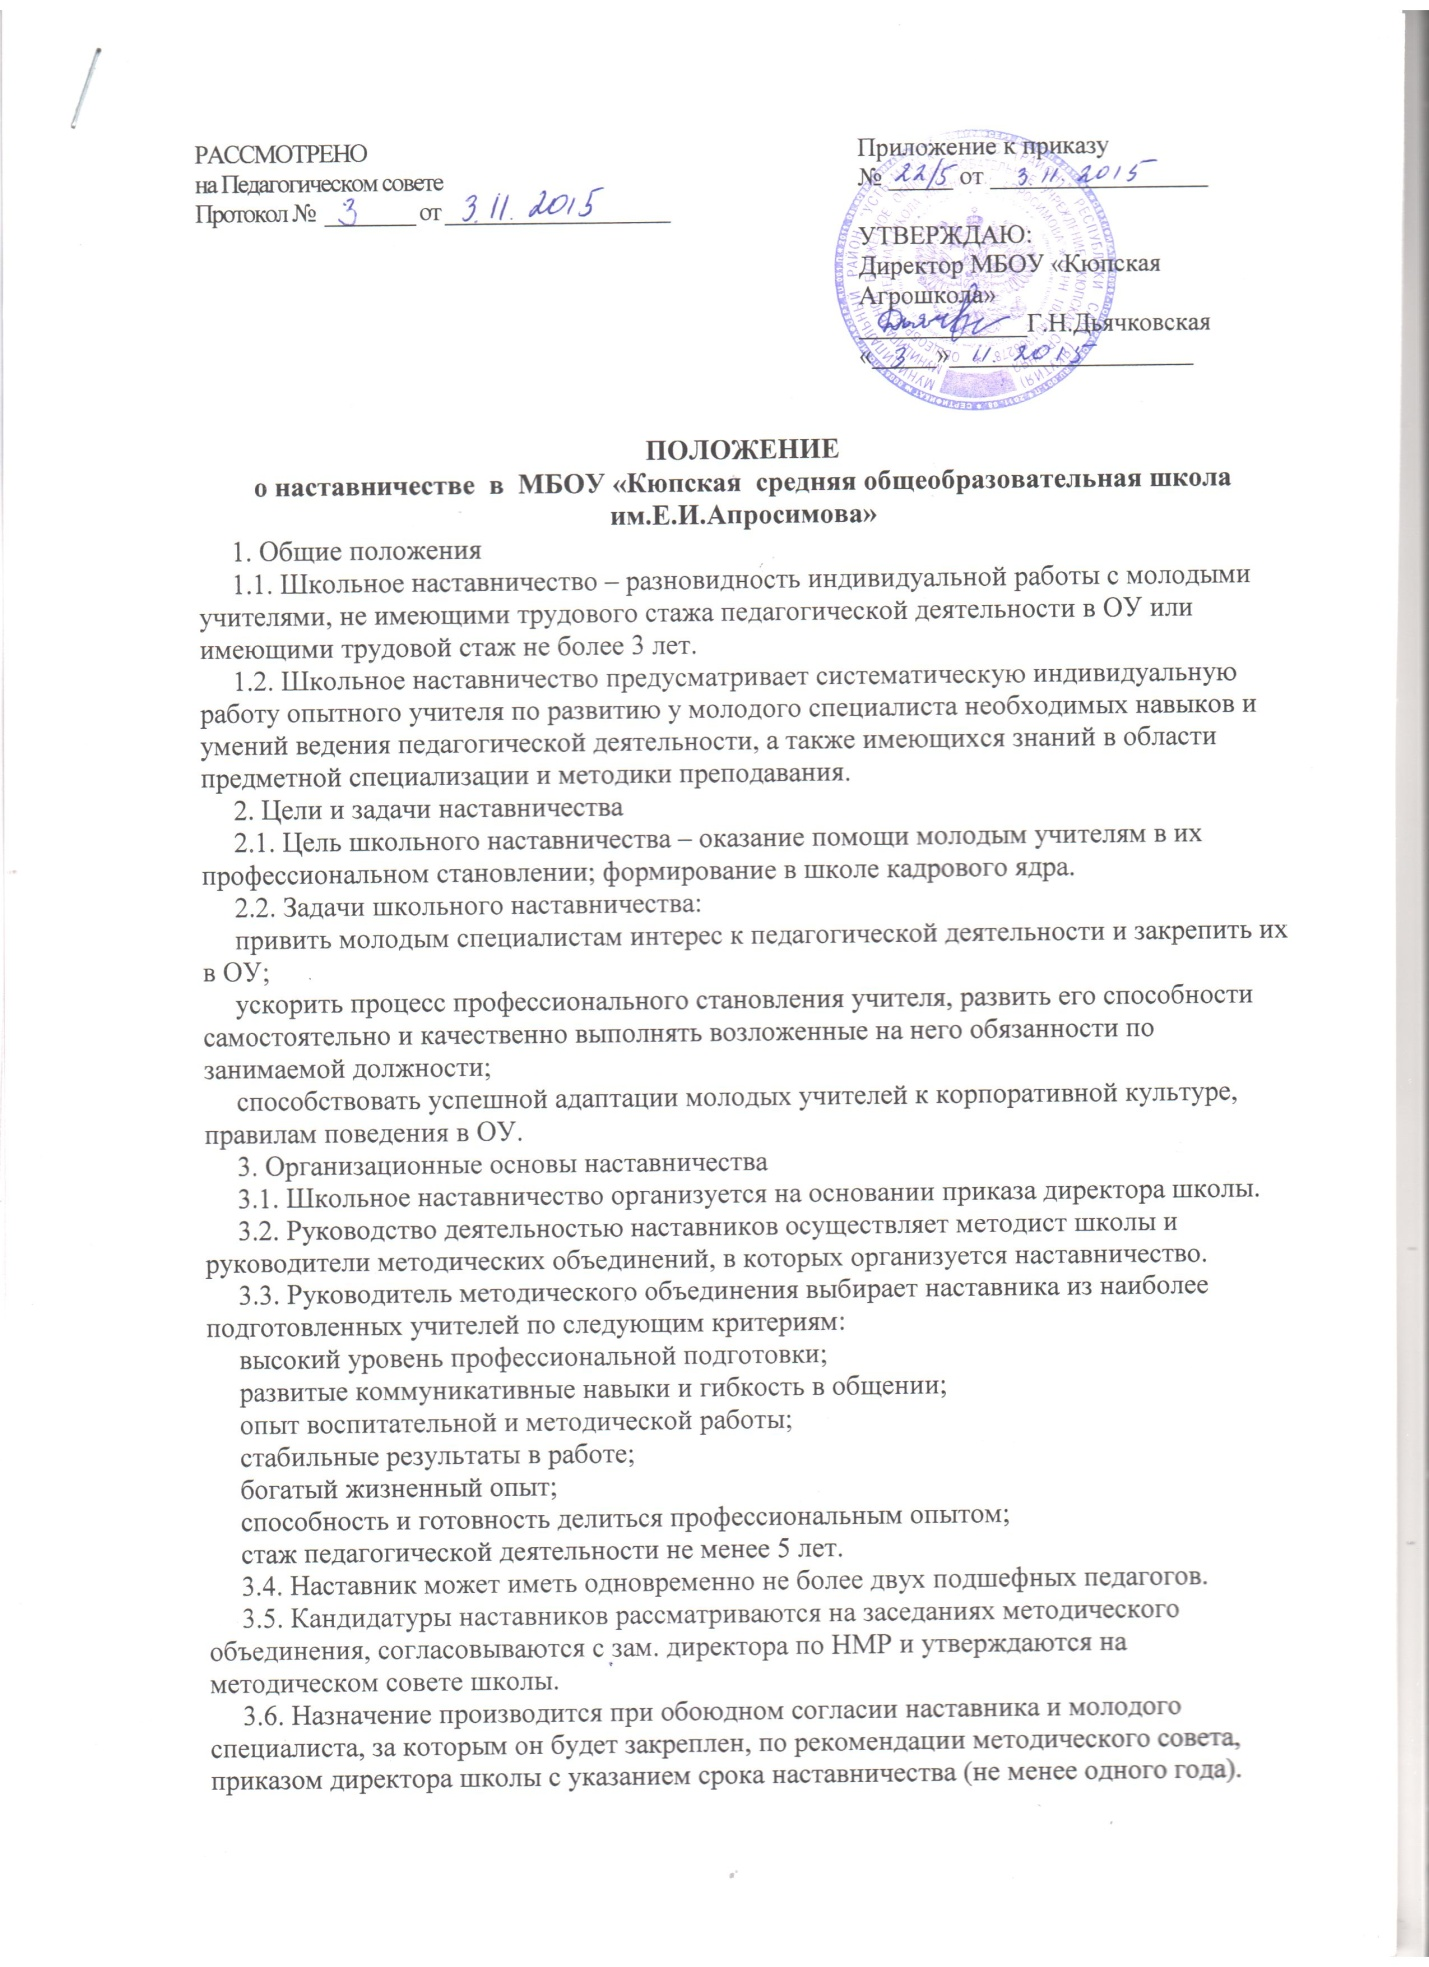 РАССМОТРЕНО
на Педагогическом совете
Протокол № 3 от 3.11. 2015
Приложение к приказу
№ 22/5 от 3.11. 2015
УТВЕРЖДАЮ:
Директор МБОУ «Кюпская
Агрошкола»
Г.Н.Дьячковская
« 3 » 11. 2015
ПОЛОЖЕНИЕ
о наставничестве в МБОУ «Кюпская средняя общеобразовательная школа
им.Е.И.Апросимова»
1. Общие положения
1.1. Школьное наставничество – разновидность индивидуальной работы с молодыми
учителями, не имеющими трудового стажа педагогической деятельности в ОУ или
имеющими трудовой стаж не более 3 лет.
1.2. Школьное наставничество предусматривает систематическую индивидуальную
работу опытного учителя по развитию у молодого специалиста необходимых навыков и
умений ведения педагогической деятельности, а также имеющихся знаний в области
предметной специализации и методики преподавания.
2. Цели и задачи наставничества
2.1. Цель школьного наставничества – оказание помощи молодым учителям в их
профессиональном становлении; формирование в школе кадрового ядра.
2.2. Задачи школьного наставничества:
привить молодым специалистам интерес к педагогической деятельности и закрепить их
в ОУ;
ускорить процесс профессионального становления учителя, развить его способности
самостоятельно и качественно выполнять возложенные на него обязанности по
занимаемой должности;
способствовать успешной адаптации молодых учителей к корпоративной культуре,
правилам поведения в ОУ.
3. Организационные основы наставничества
3.1. Школьное наставничество организуется на основании приказа директора школы.
3.2. Руководство деятельностью наставников осуществляет методист школы и
руководители методических объединений, в которых организуется наставничество.
3.3. Руководитель методического объединения выбирает наставника из наиболее
подготовленных учителей по следующим критериям:
высокий уровень профессиональной подготовки;
развитые коммуникативные навыки и гибкость в общении;
опыт воспитательной и методической работы;
стабильные результаты в работе;
богатый жизненный опыт;
способность и готовность делиться профессиональным опытом;
стаж педагогической деятельности не менее 5 лет.
3.4. Наставник может иметь одновременно не более двух подшефных педагогов.
3.5. Кандидатуры наставников рассматриваются на заседаниях методического
объединения, согласовываются с зам. директора по НМР и утверждаются на
методическом совете школы.
3.6. Назначение производится при обоюдном согласии наставника и молодого
специалиста, за которым он будет закреплен, по рекомендации методического совета,
приказом директора школы с указанием срока наставничества (не менее одного года).